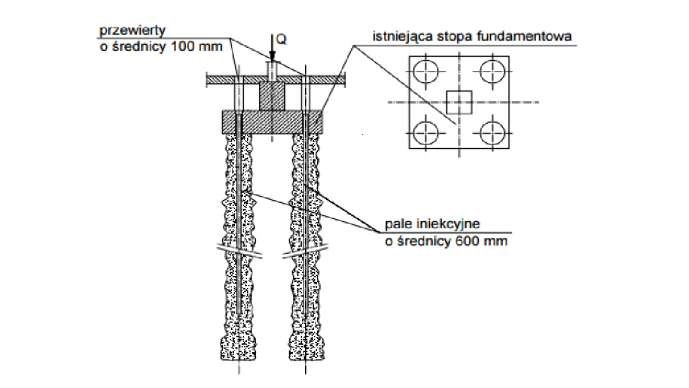 przewierty
o średnicy 100 mm
Q
istniejąca stopa fundamentowa
pale iniekcyjne
o średnicy 600 mm